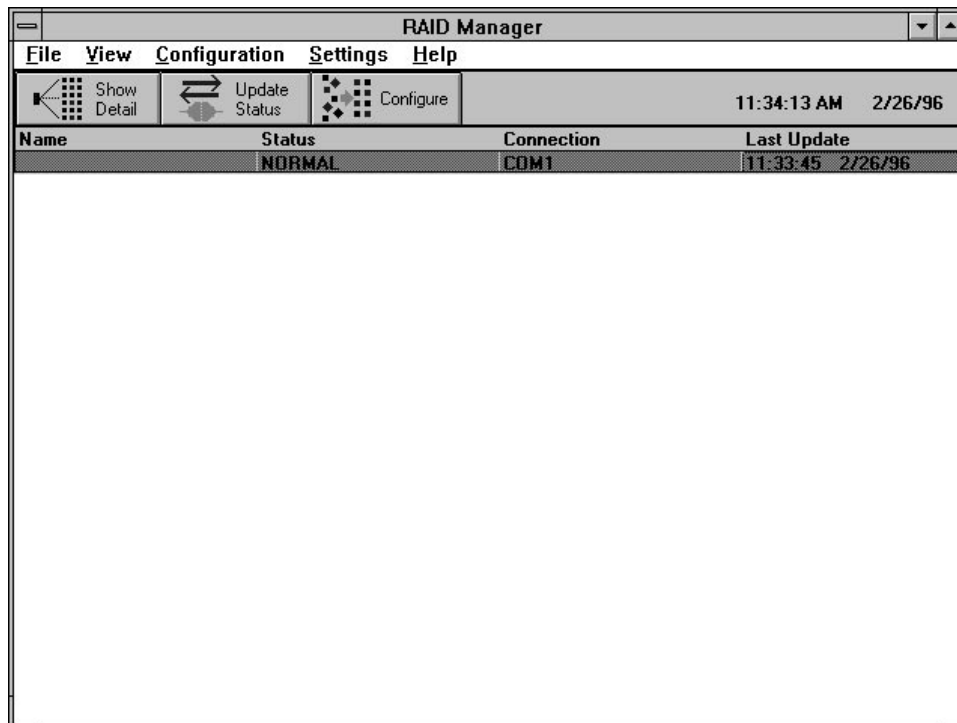 RAID Manager
File View Configuration Settings Help
Show Detail
Update Status
Configure
11:34:13 AM 2/26/96
Name Status Connection Last Update
NORMAL COM1 11:33:45 2/26/96